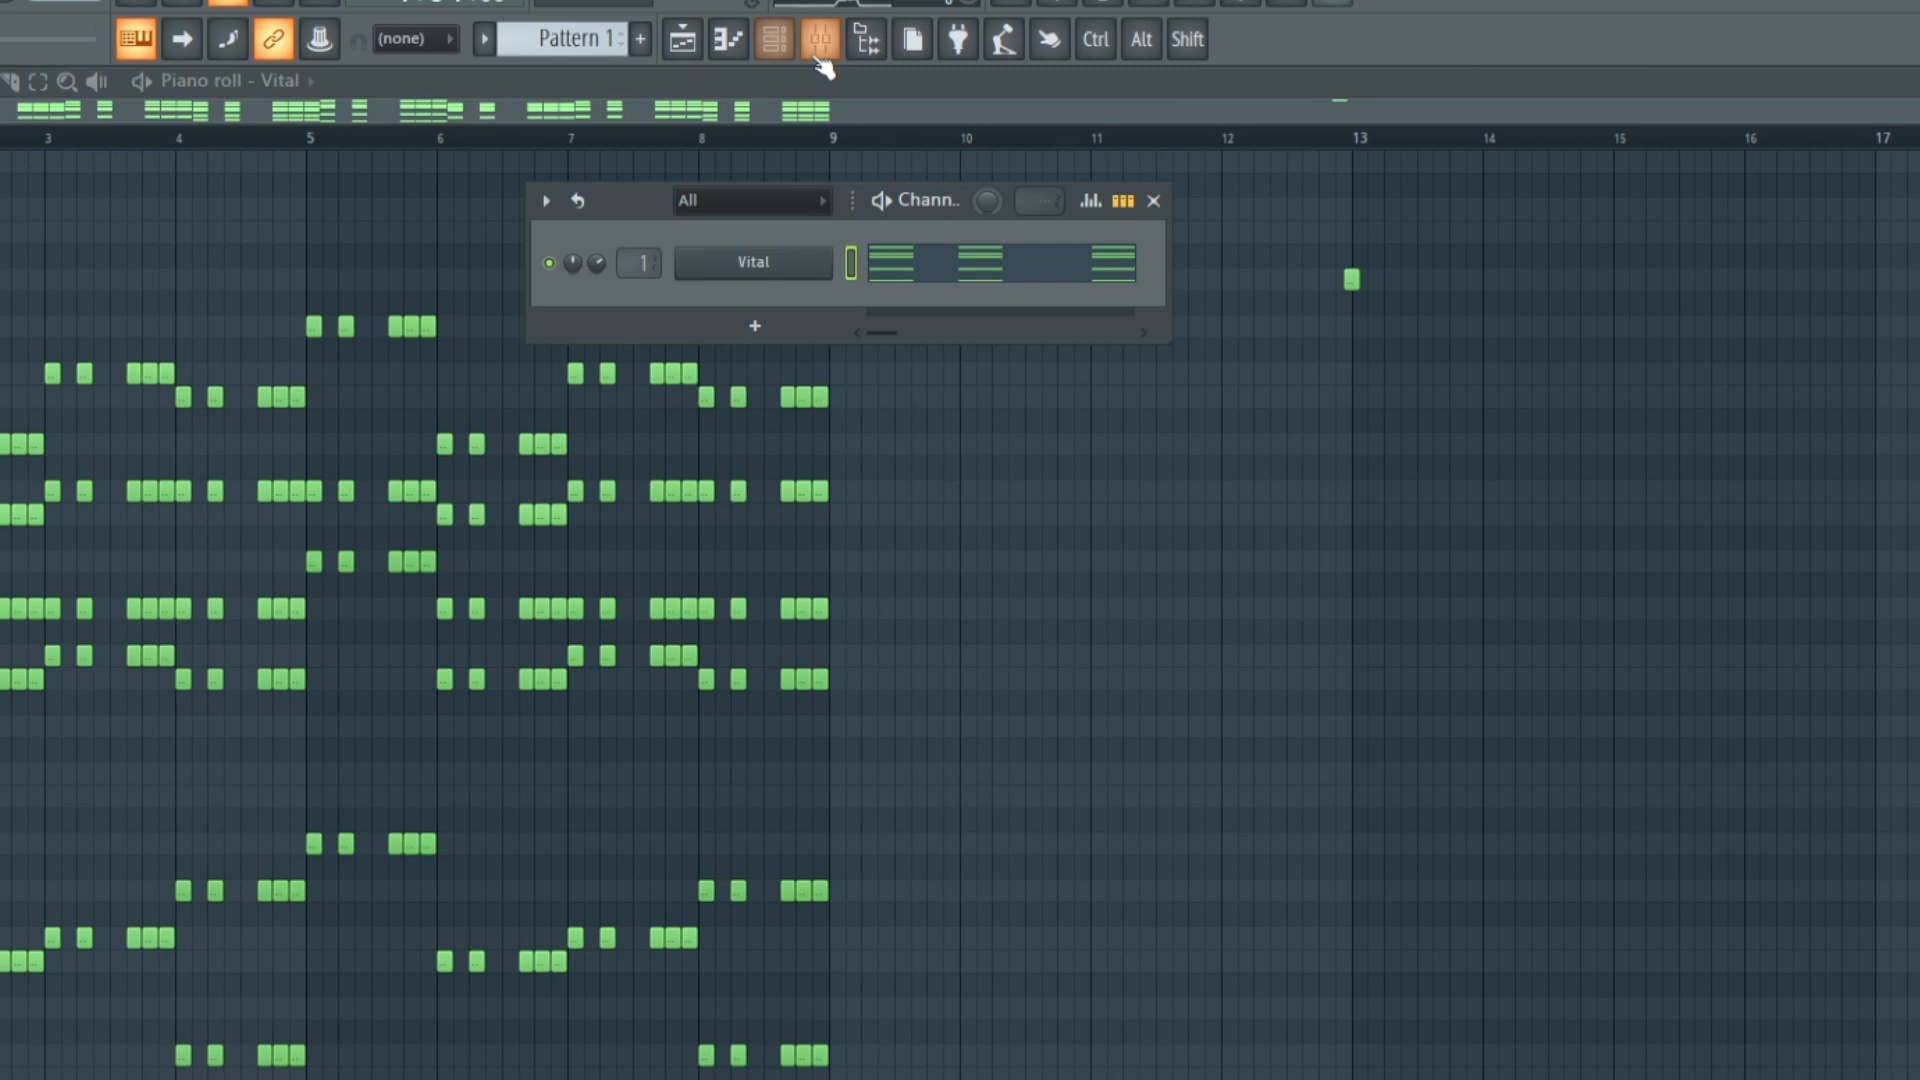 (none)
Pattern 1
+
Ctrl
Alt
Shift
Piano roll - Vital
3 4 5 6 7 8 9 10 11 12 13 14 15 16 17
All
Chann..
1
Vital
+